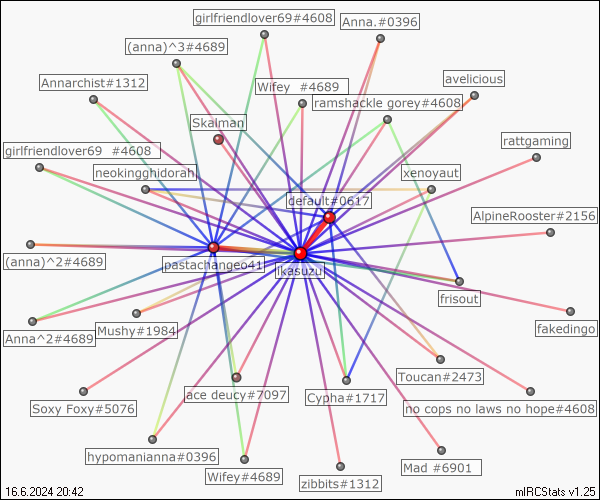 girlfriendlover69#4608
Anna.#0396
(anna)^3#4689
Annarchist#1312
Wifey  #4689
avelicious
ramshackle gorey#4608
Skalman
rattgaming
girlfriendlover69  #4608
neokingghidorah
xenoyaut
default#0617
AlpineRooster#2156
(anna)^2#4689
pastachangeo41
Ikasuzu
frisout
Anna^2#4689
Mushy#1984
fakedingo
Toucan#2473
ace deucy#7097
Cypha#1717
Soxy Foxy#5076
no cops no laws no hope#4608
hypomanianna#0396
Wifey#4689
zibbits#1312
Mad #6901
16.6.2024 20:42
mIRCStats v1.25